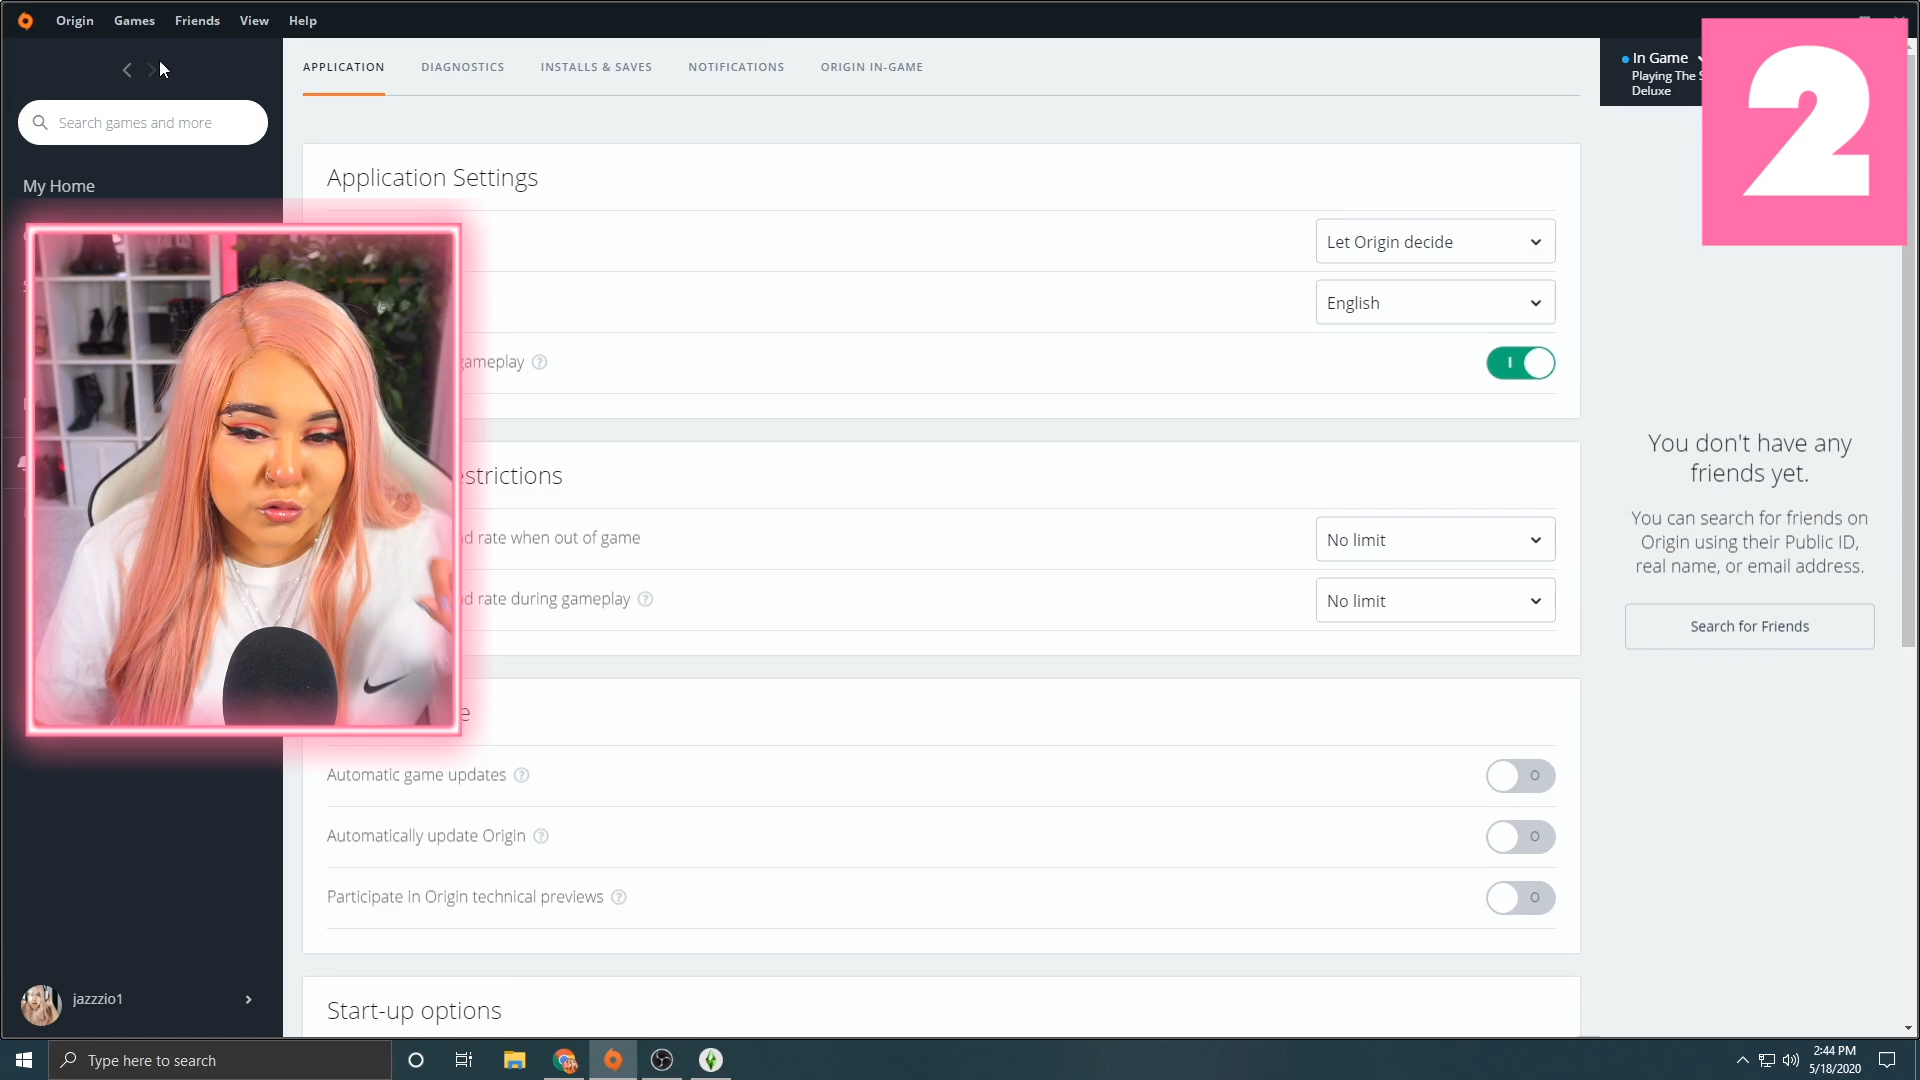 Origin
Games
Friends
View
Help
Search games and more
My Home
APPLICATION
DIAGNOSTICS
INSTALLS & SAVES
NOTIFICATIONS
ORIGIN IN-GAME
In Game
Playing The S
Deluxe
2
Application Settings
Let Origin decide
English
gameplay
I
estrictions
d rate when out of game
No limit
d rate during gameplay
No limit
e
Automatic game updates
O
Automatically update Origin
O
Participate in Origin technical previews
O
Start-up options
You don't have any
friends yet.
You can search for friends on
Origin using their Public ID,
real name, or email address.
Search for Friends
jazzzio1
Type here to search
2:44 PM
5/18/2020